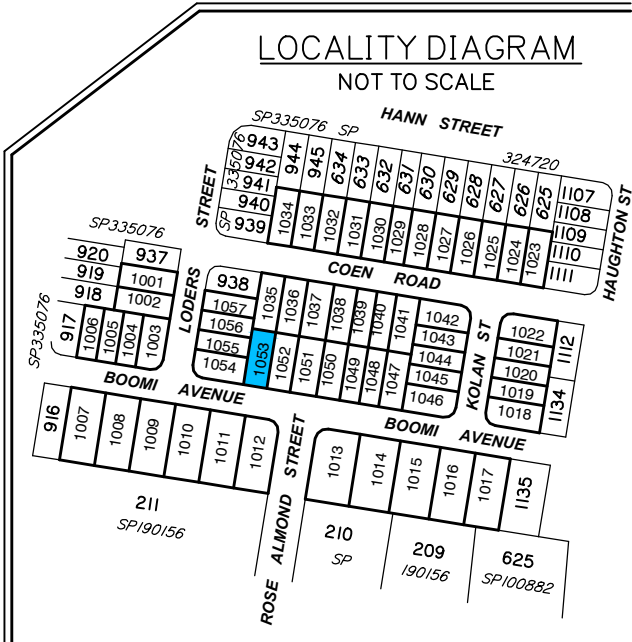 LOCALITY DIAGRAM
NOT TO SCALE
HANN STREET
SP335076 SP 324720
943
942
941
940
939
SP 335076
944 945 634 633 632 631 630 629 628 627 626 625
1107
1108
1109
1110
1111
HAUGHTON ST
STREET
1034 1033 1032 1031 1030 1029 1028 1027 1026 1025 1024 1023
COEN ROAD
SP335076
920 937
919 1001
918 1002
917 1006 1005 1004 1003
SP335076
LODERS
938
1057
1056
1055
1054
1035 1036 1037 1038 1039 1040 1041
1053 1052 1051 1050 1049 1048 1047
1042
1043
1044
1045
1046
KOLAN ST
1022
1021
1020
1019
1018
1112
1134
BOOMI AVENUE
BOOMI AVENUE
916 1007 1008 1009 1010 1011 1012
ROSE ALMOND STREET
1013 1014 1015 1016 1017 1135
211
SP190156
210
SP
209
190156
625
SP100882